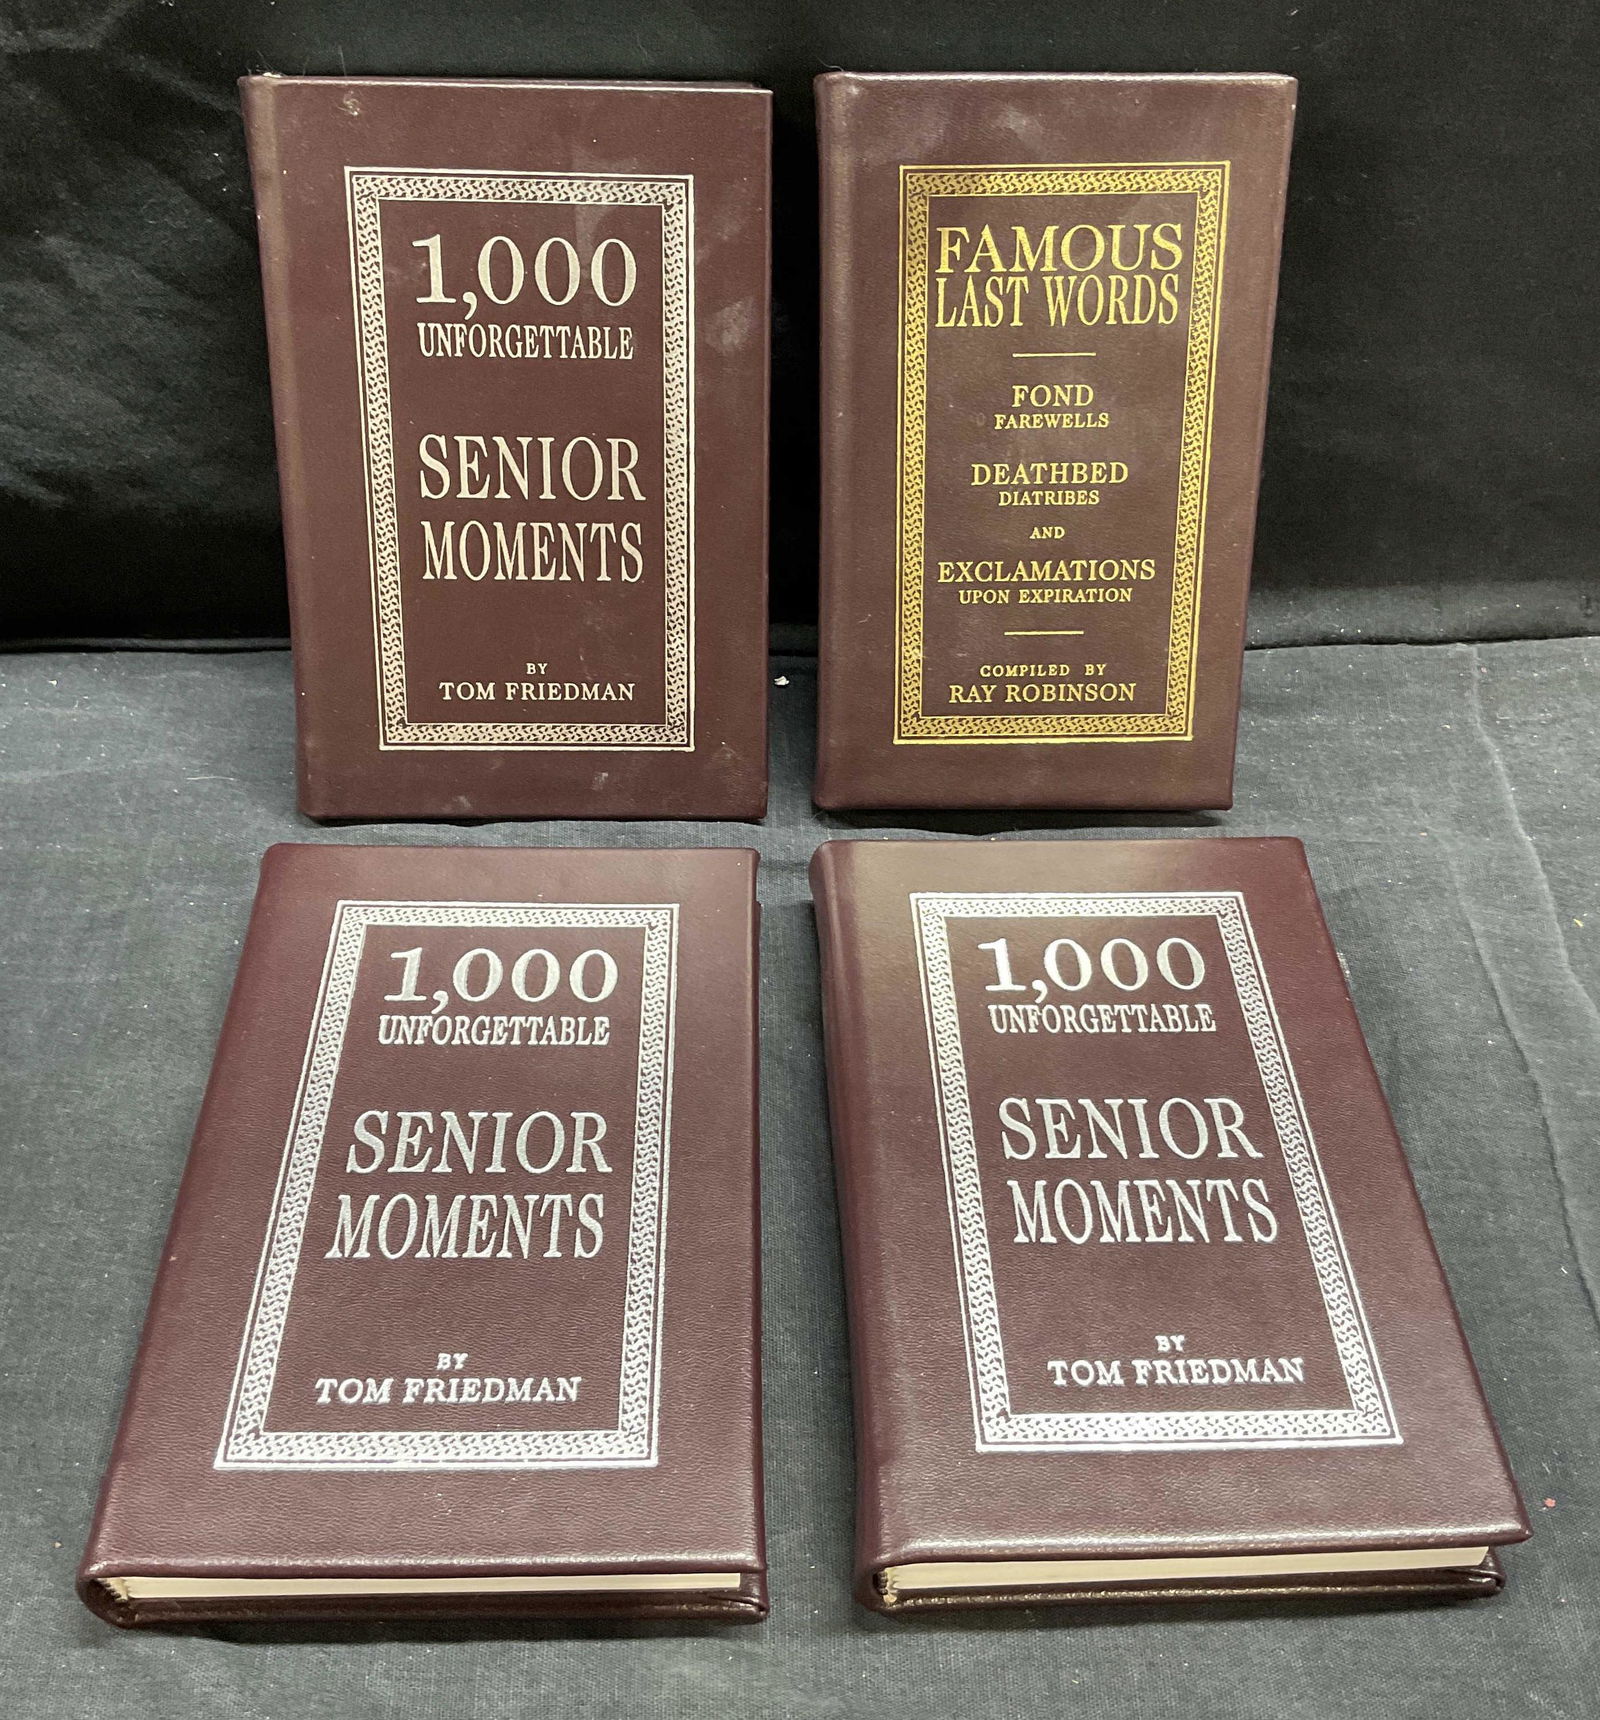 1,000
UNFORGETTABLE
SENIOR
MOMENTS
BY
TOM FRIEDMAN
FAMOUS
LAST WORDS
FOND
FAREWELLS
DEATHBED
DIATRIBES
AND
EXCLAMATIONS
UPON EXPIRATION
COMPILED BY
RAY ROBINSON
1,000
UNFORGETTABLE
SENIOR
MOMENTS
BY
TOM FRIEDMAN
1,000
UNFORGETTABLE
SENIOR
MOMENTS
BY
TOM FRIEDMAN